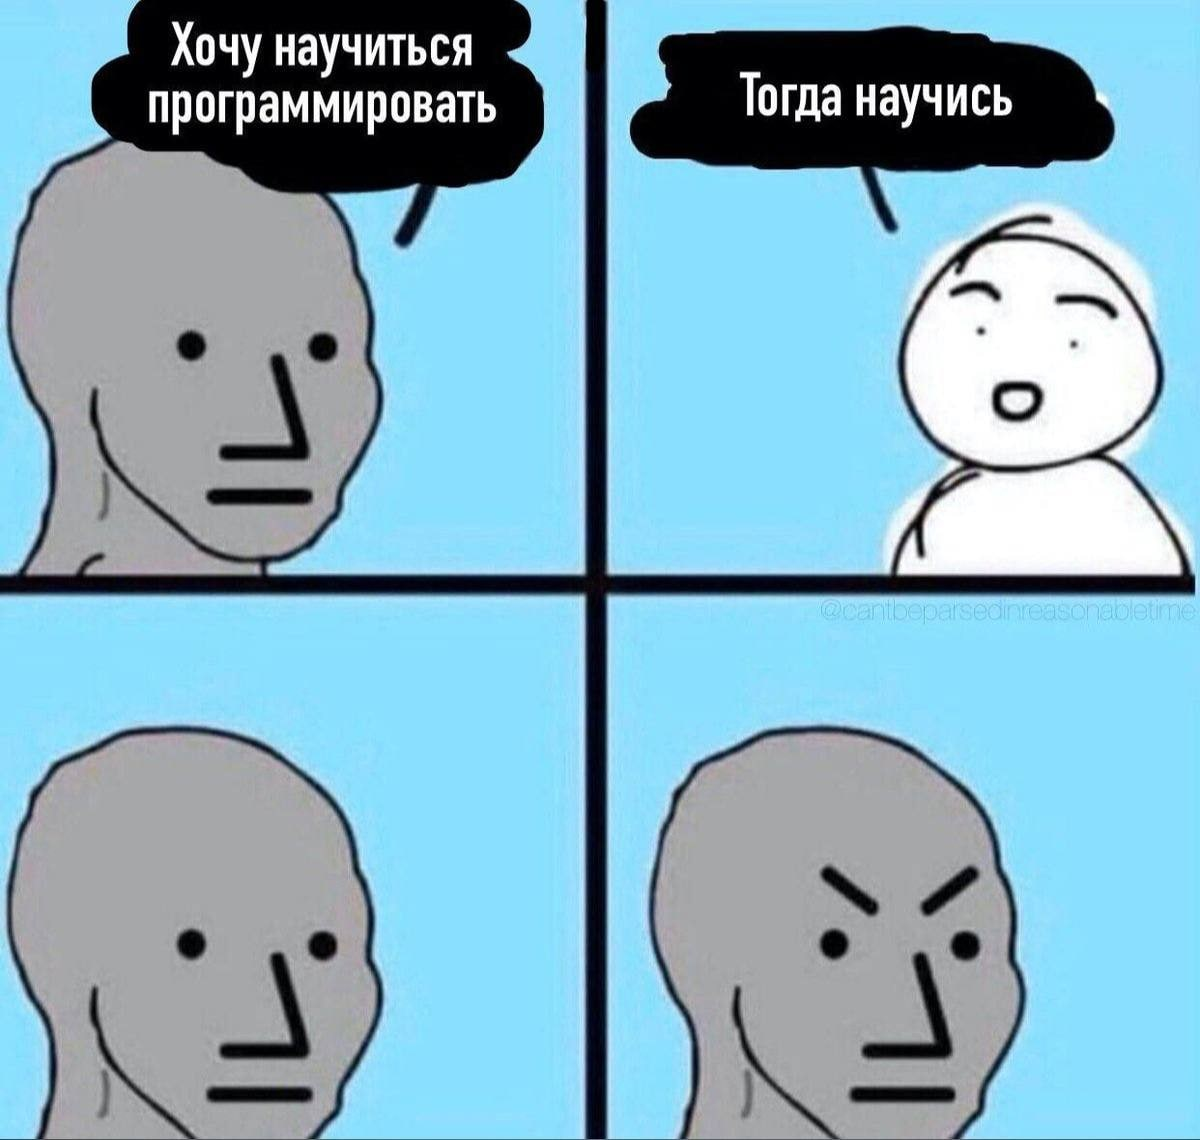 Хочу научиться
программировать
Тогда научись
@cantbeparsedinreasonabletime